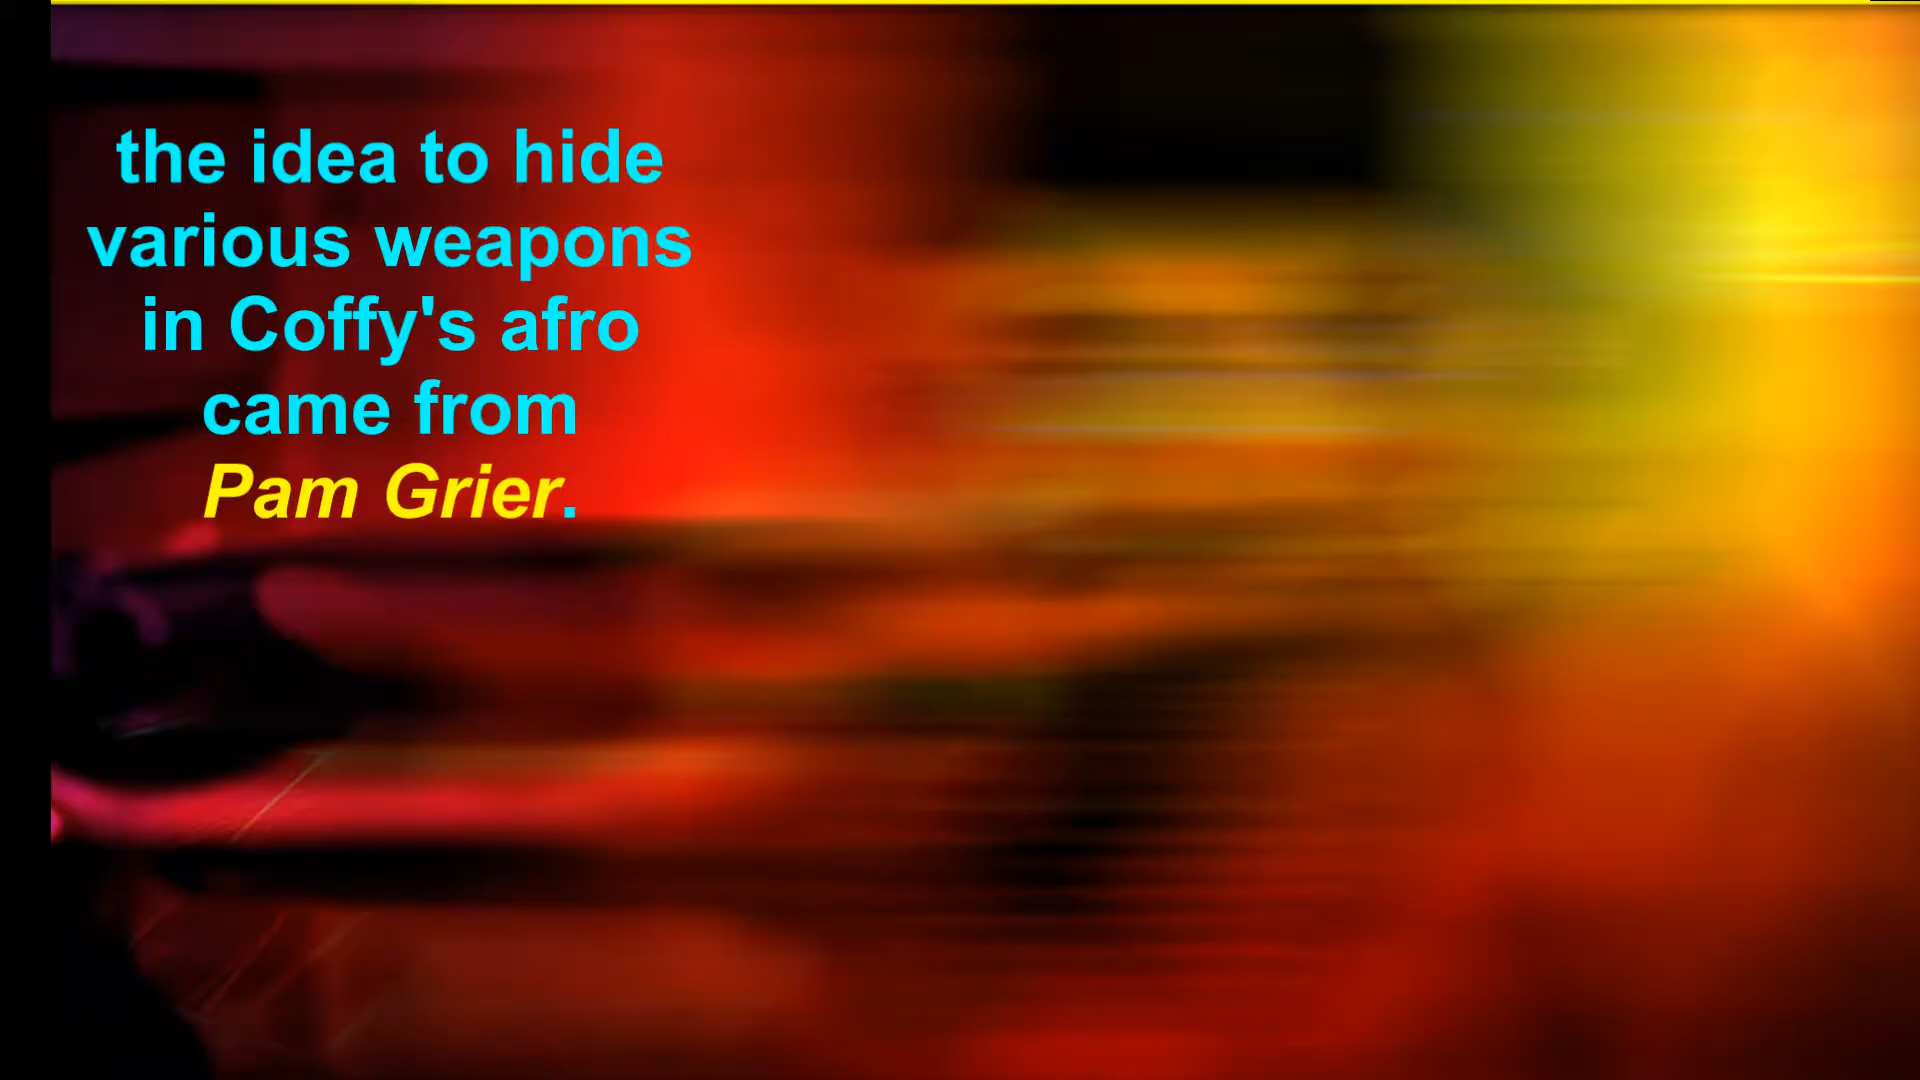 the idea to hide
various weapons
in Coffy's afro
came from
Pam Grier.